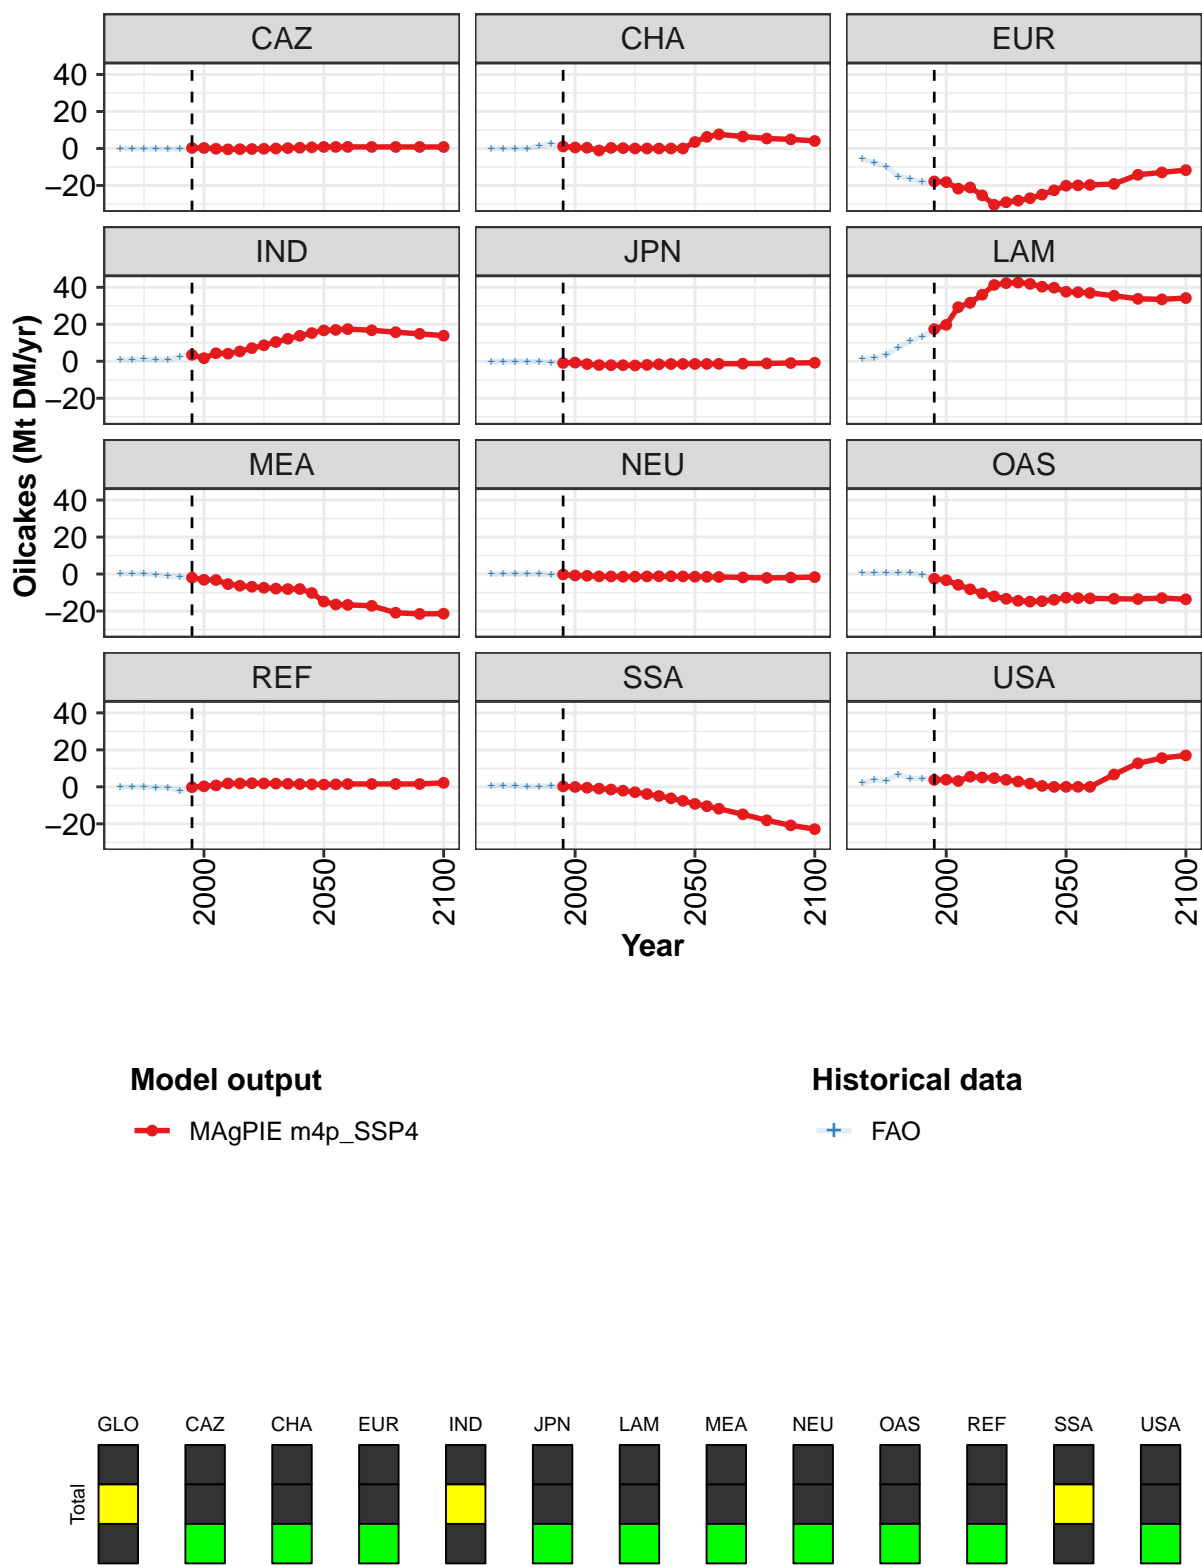 CAZ
CHA
EUR
40
20
0
−20
IND
JPN
LAM
40
20
0
−20
MEA
NEU
OAS
40
20
0
−20
REF
SSA
USA
40
20
0
−20
2000
2050
2100
2000
2050
2100
2000
2050
2100
Year
Oilcakes (Mt DM/yr)
Model output
MAgPIE m4p_SSP4
Historical data
FAO
GLO
CAZ
CHA
EUR
IND
JPN
LAM
MEA
NEU
OAS
REF
SSA
USA
Total